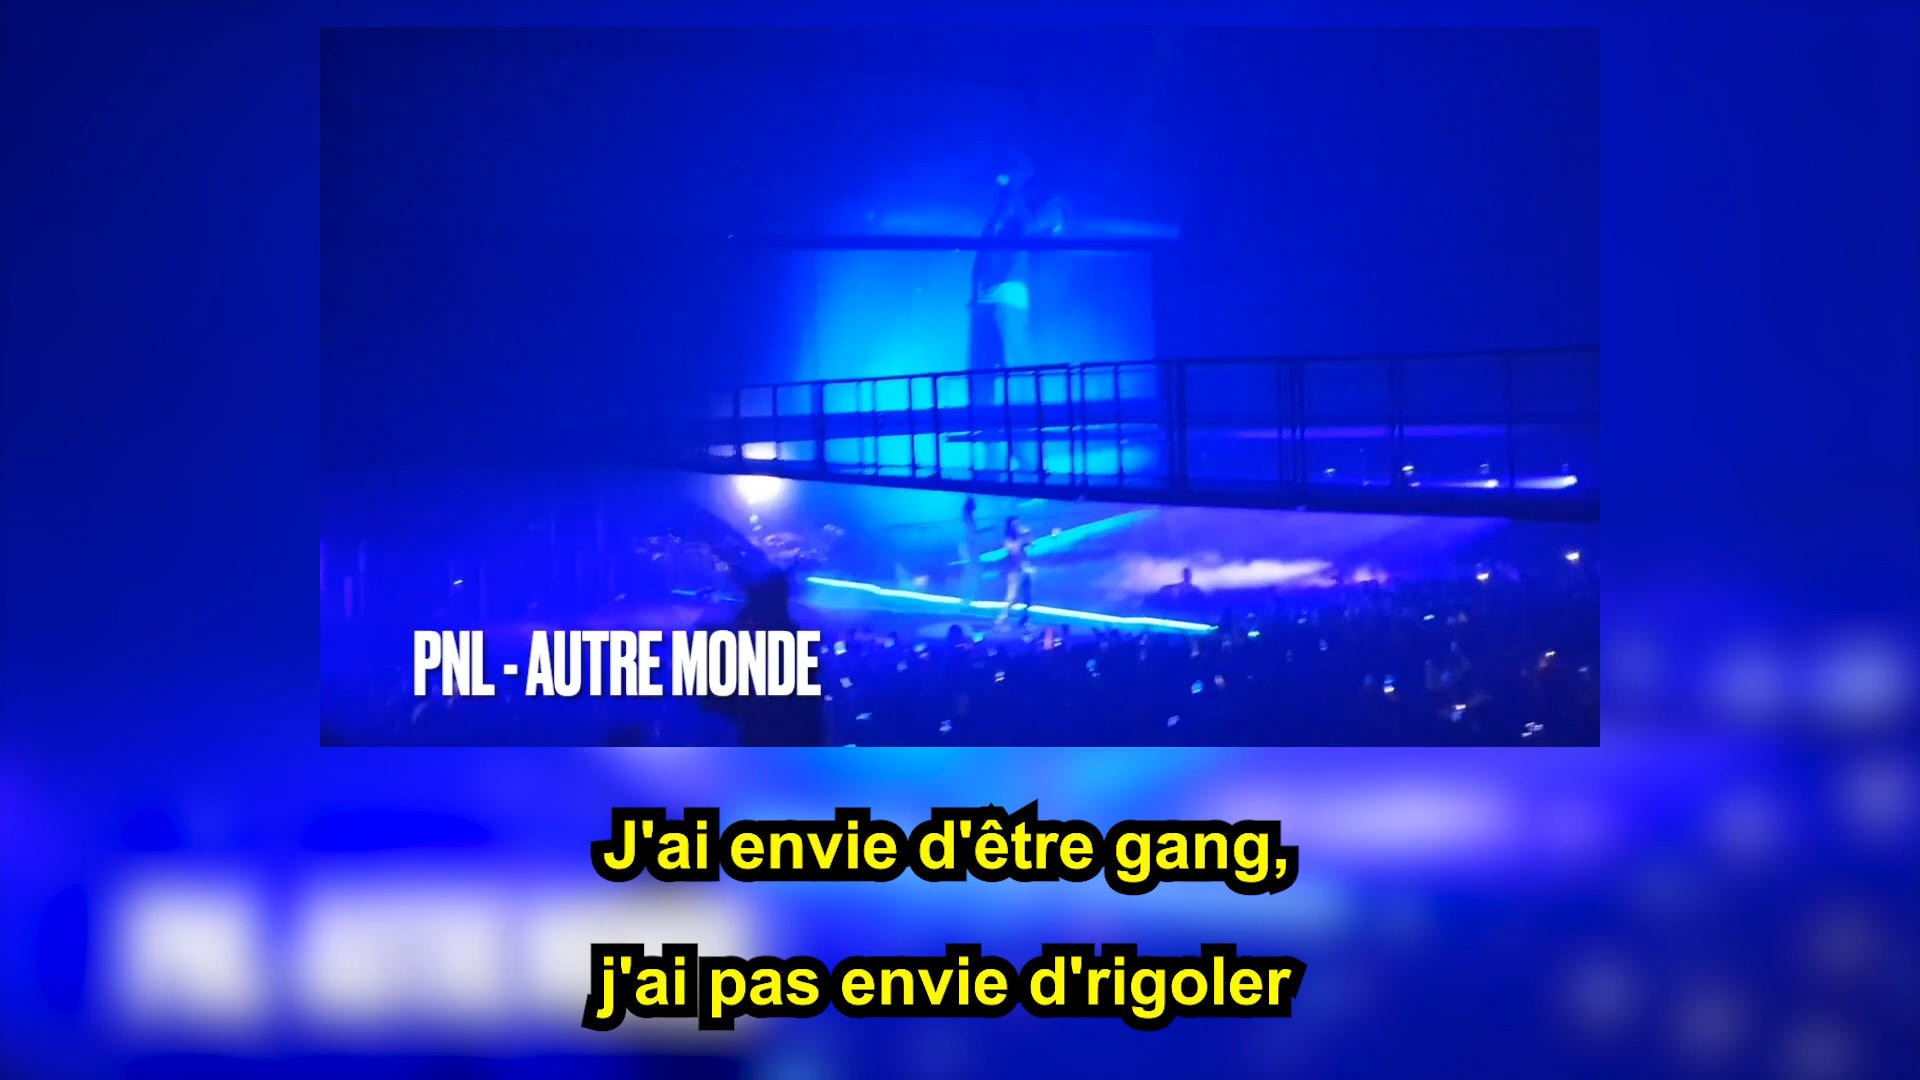 PNL - AUTRE MONDE
J'ai envie d'être gang,
j'ai pas envie d'rigoler